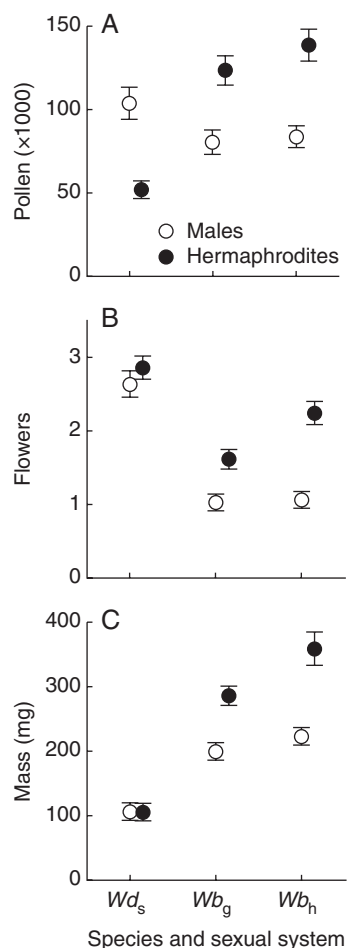 A
150
100
50
0
Pollen (×1000)
Males
Hermaphrodites
B
3
2
1
0
Flowers
C
400
300
200
100
0
Mass (mg)
Wdₛ Wb_g Wbₕ
Species and sexual system